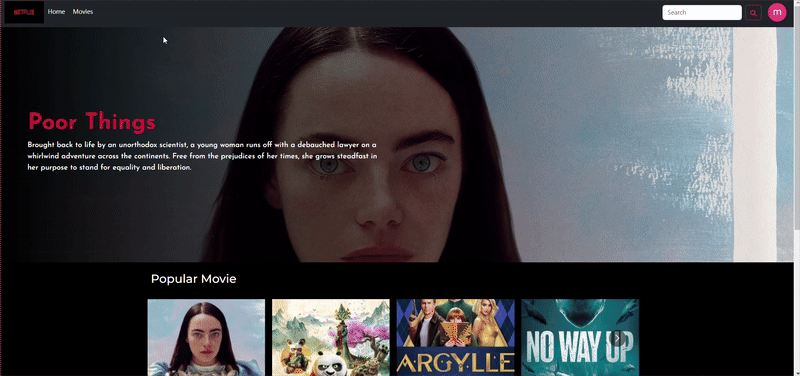 NETFLIX
Home Movies Search m
Poor Things
Brought back to life by an unorthodox scientist, a young woman runs off with a debauched lawyer on a
whirlwind adventure across the continents. Free from the prejudices of her times, she grows steadfast in
her purpose to stand for equality and liberation.
Popular Movie
ARGYLLE
NO WAY UP